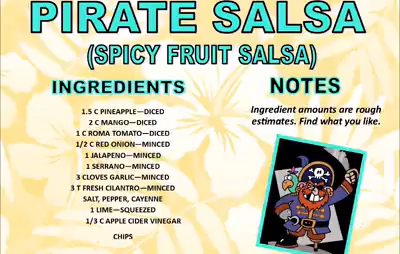 PIRATE SALSA
(SPICY FRUIT SALSA)
INGREDIENTS
1.5 C PINEAPPLE—DICED
2 C MANGO—DICED
1 C ROMA TOMATO—DICED
1/2 C RED ONION—MINCED
1 JALAPENO—MINCED
1 SERRANO—MINCED
3 CLOVES GARLIC—MINCED
3 T FRESH CILANTRO—MINCED
SALT, PEPPER, CAYENNE
1 LIME—SQUEEZED
1/3 C APPLE CIDER VINEGAR
CHIPS
NOTES
Ingredient amounts are rough
estimates. Find what you like.